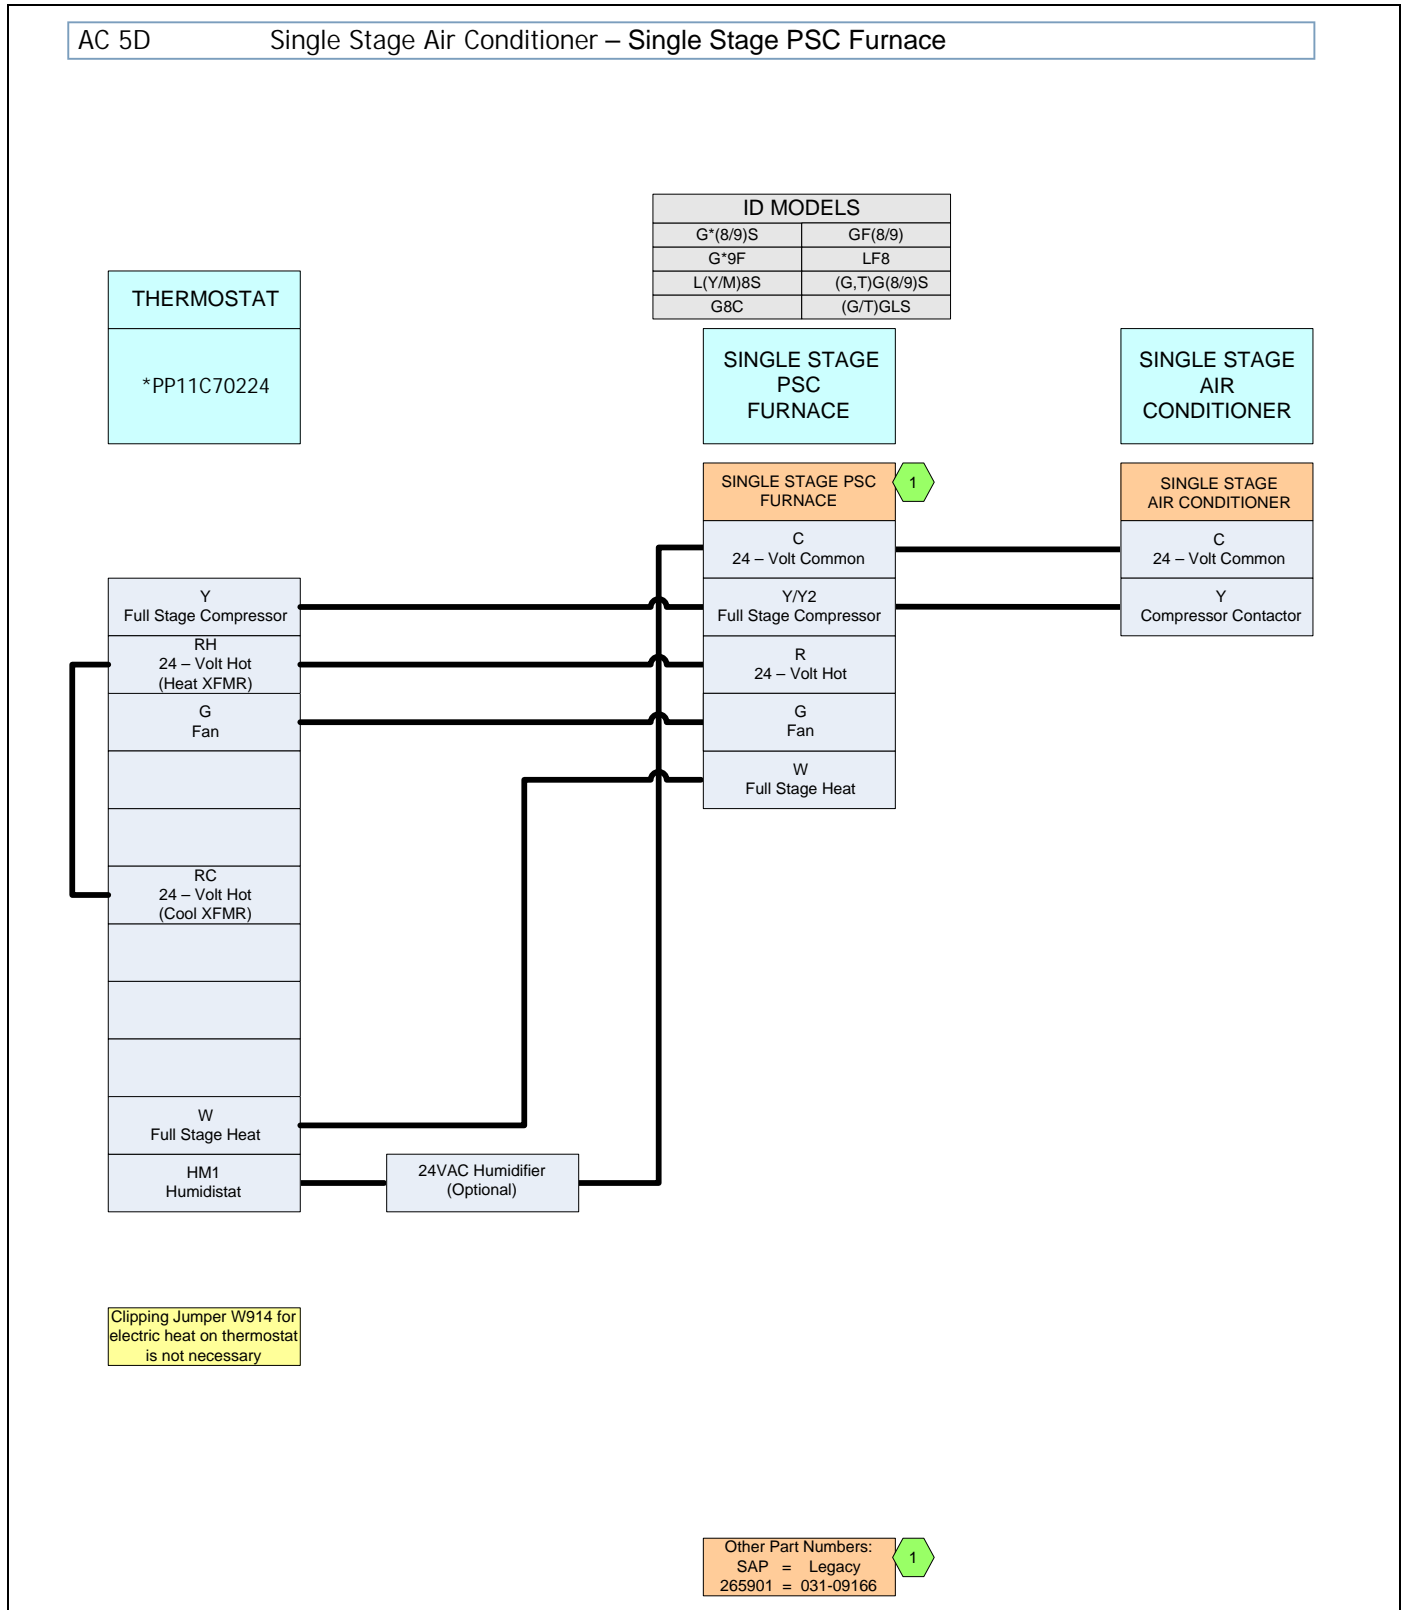 AC 5D Single Stage Air Conditioner – Single Stage PSC Furnace
ID MODELS
G*(8/9)S GF(8/9)
G*9F LF8
L(Y/M)8S (G,T)G(8/9)S
G8C (G/T)GLS
THERMOSTAT
*PP11C70224
SINGLE STAGE
PSC
FURNACE
SINGLE STAGE
AIR
CONDITIONER
SINGLE STAGE PSC
FURNACE
1
SINGLE STAGE
AIR CONDITIONER
C
24 – Volt Common
C
24 – Volt Common
Y
Full Stage Compressor
Y/Y2
Full Stage Compressor
Y
Compressor Contactor
RH
24 – Volt Hot
(Heat XFMR)
R
24 – Volt Hot
G
Fan
G
Fan
W
Full Stage Heat
RC
24 – Volt Hot
(Cool XFMR)
W
Full Stage Heat
HM1
Humidistat
24VAC Humidifier
(Optional)
Clipping Jumper W914 for
electric heat on thermostat
is not necessary
Other Part Numbers:
SAP = Legacy
265901 = 031-09166
1